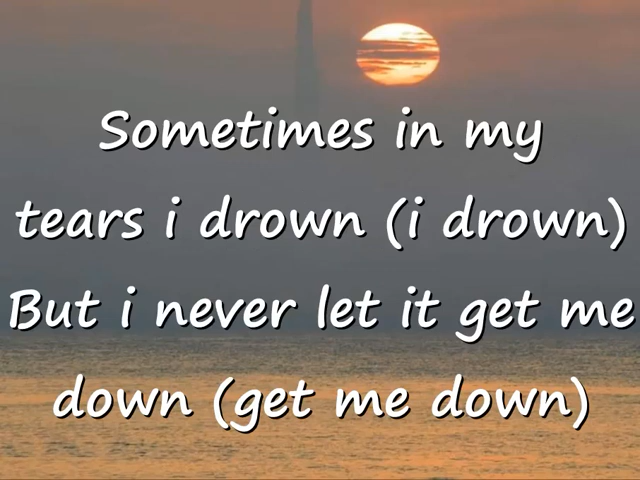 Sometimes in my
tears i drown (i drown)
But i never let it get me
down (get me down)